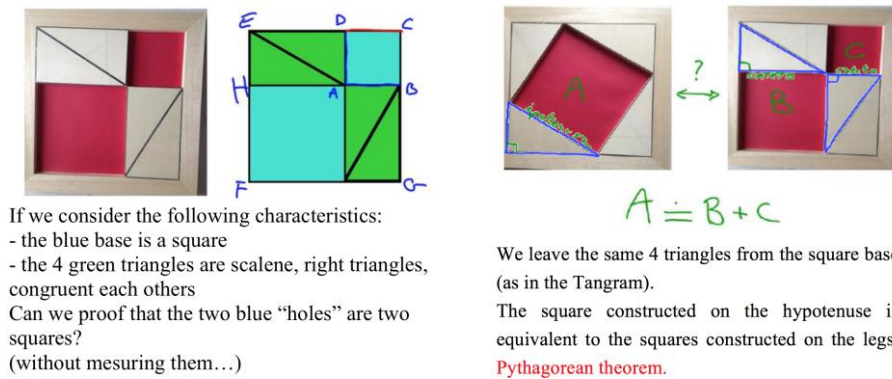 E D C
H A B
F G
If we consider the following characteristics:
- the blue base is a square
- the 4 green triangles are scalene, right triangles,
congruent each others
Can we proof that the two blue “holes” are two
squares?
(without mesuring them…)
A
ipotenusa
?
C
B
A ≐ B + C
We leave the same 4 triangles from the square base
(as in the Tangram).
The square constructed on the hypotenuse i
equivalent to the squares constructed on the legs
Pythagorean theorem.